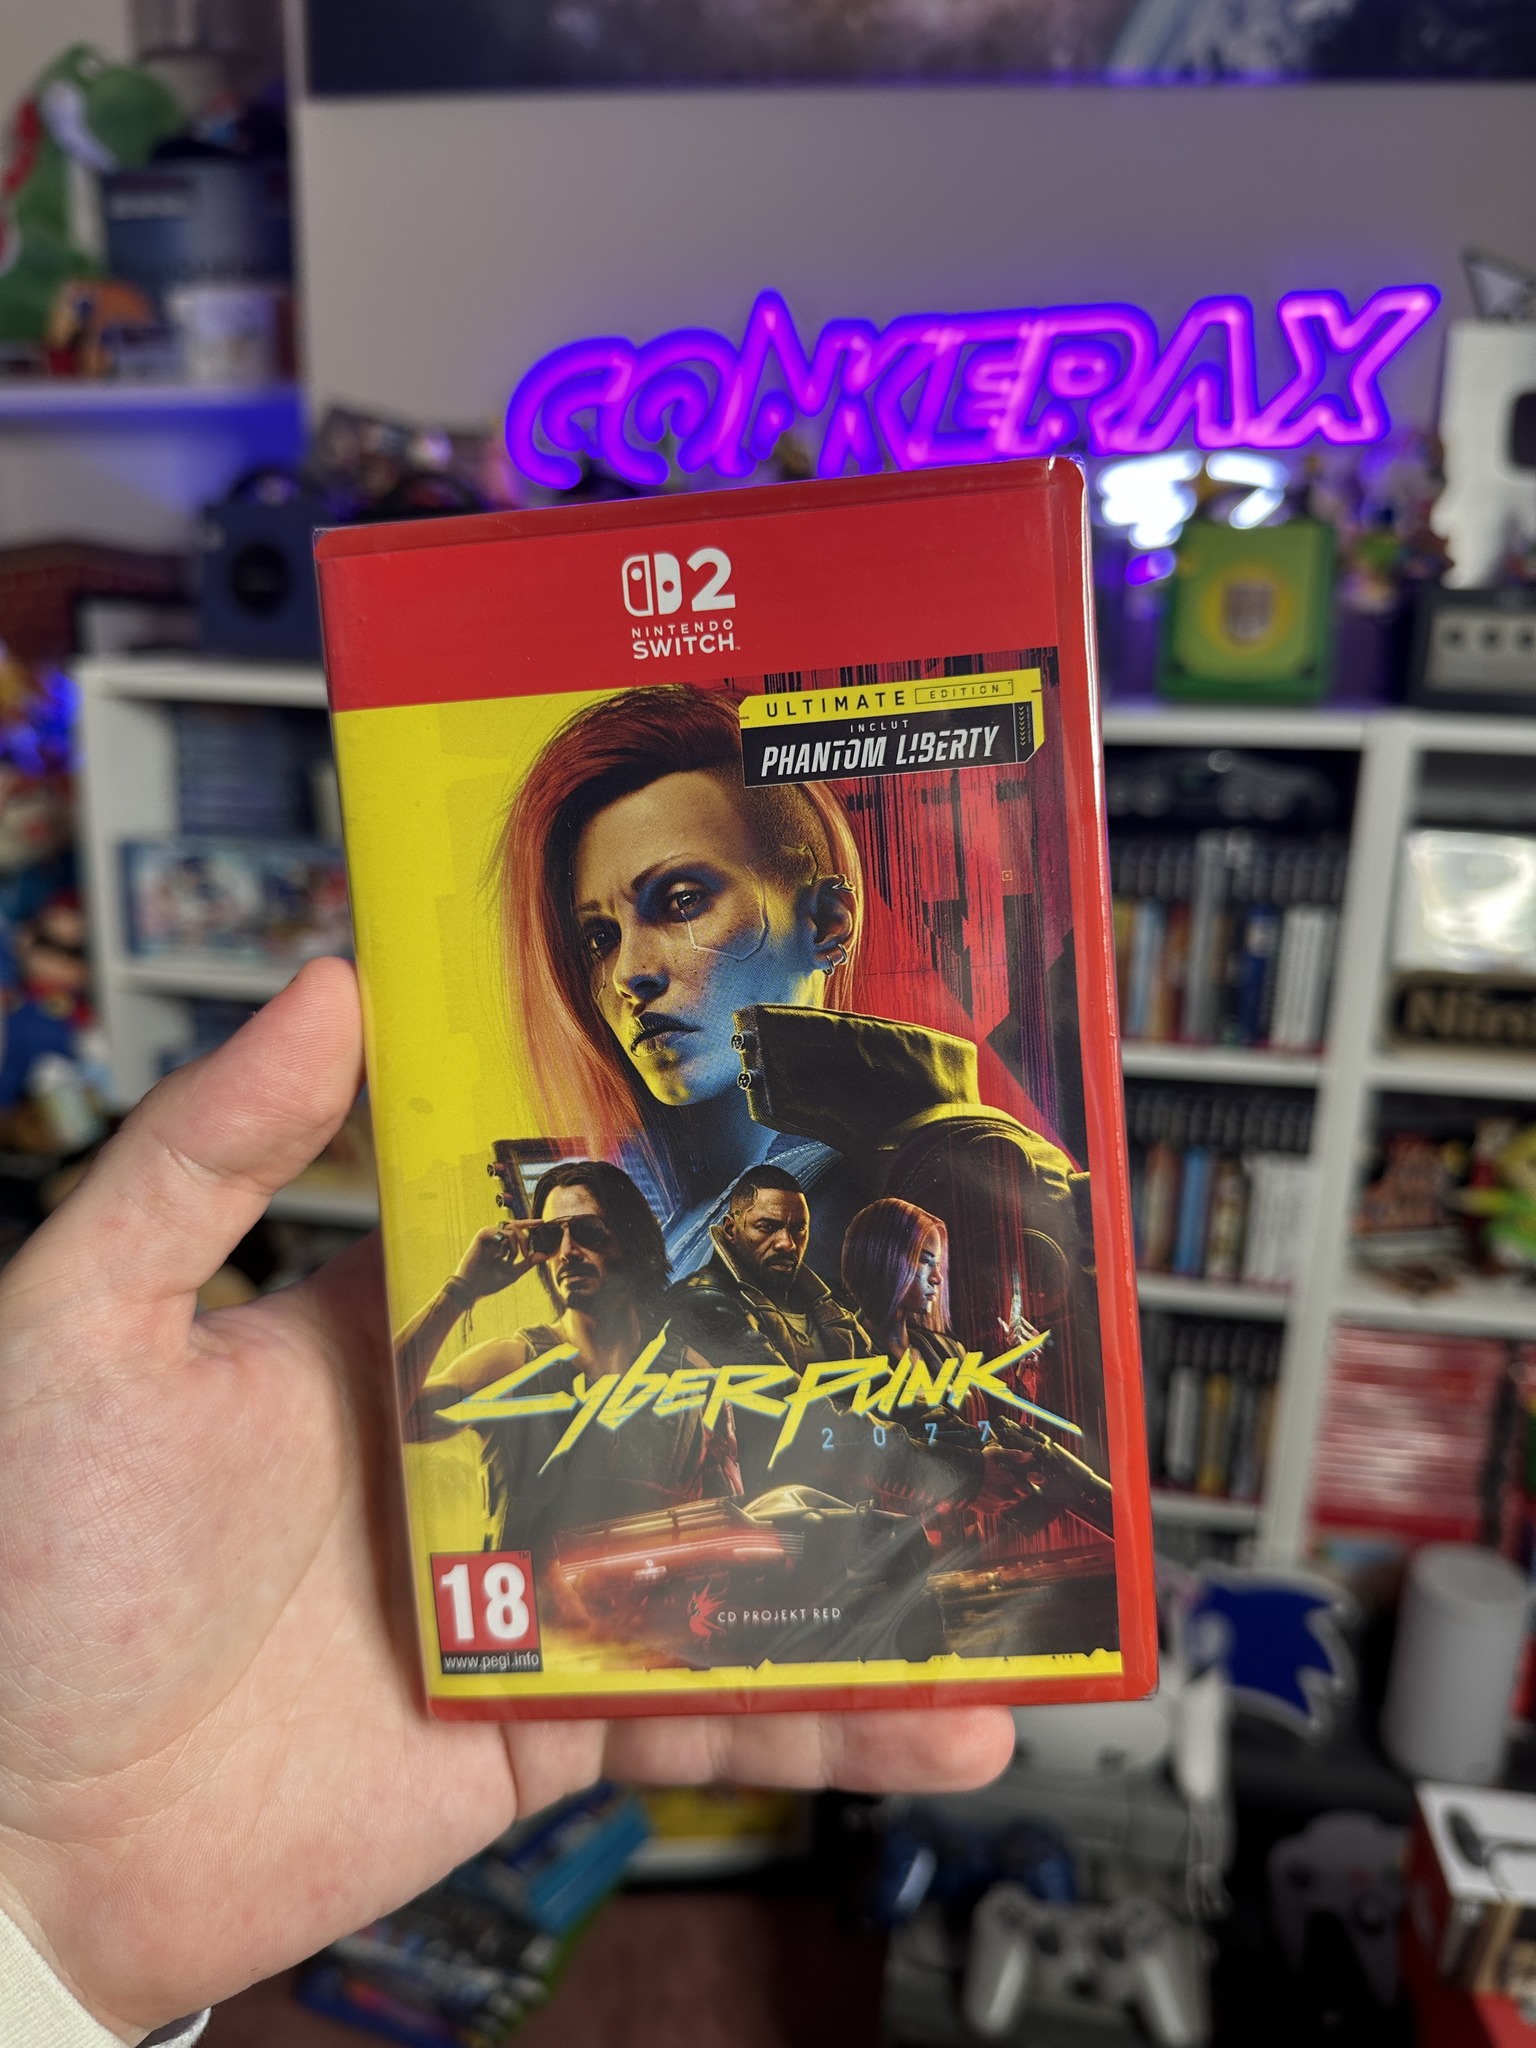 CONKERAX
2
NINTENDO
SWITCH
ULTIMATE EDITION
INCLUT
PHANTOM LIBERTY
CYBERPUNK
2077
18
www.pegi.info
CD PROJEKT RED